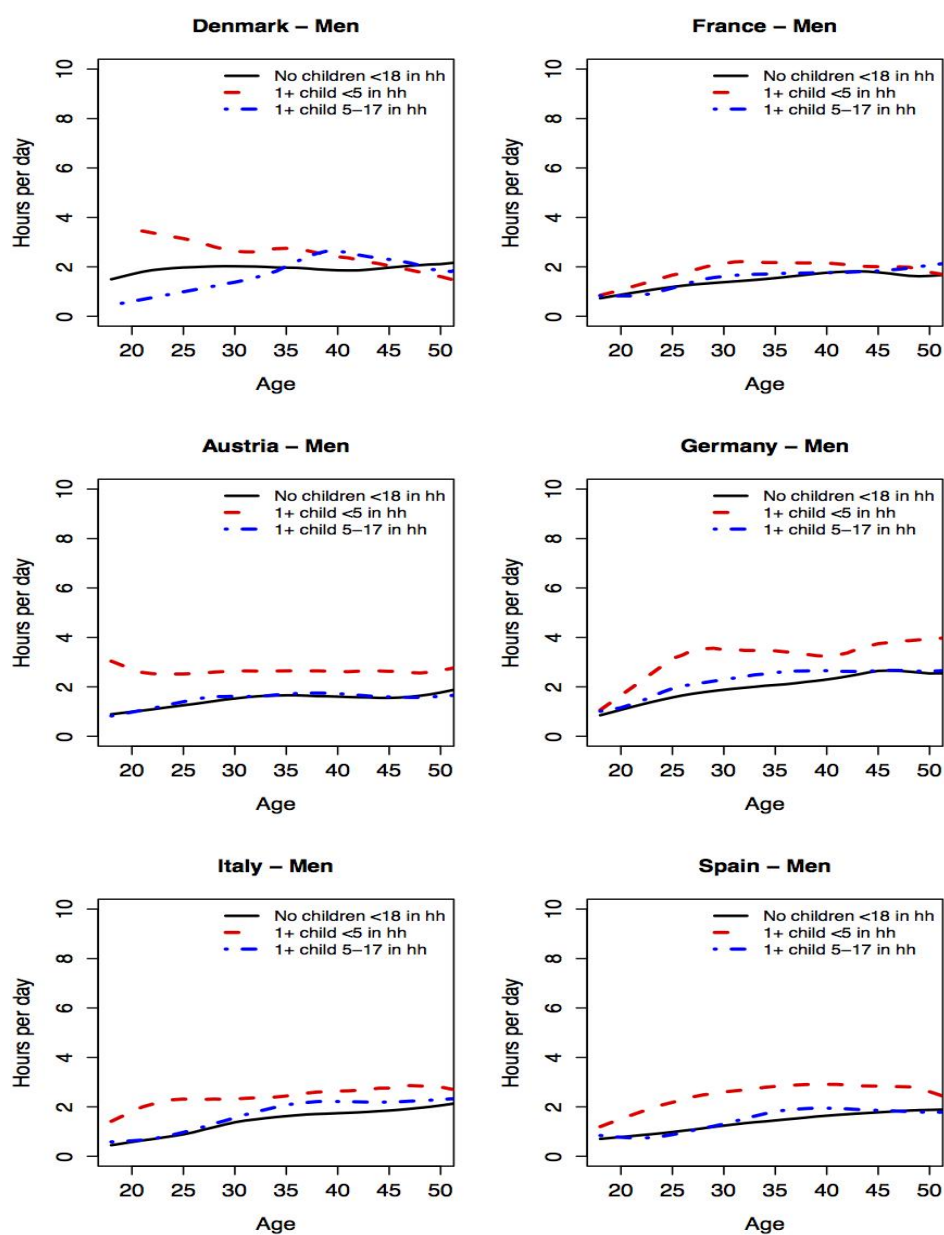 Denmark – Men
10
8
6
4
2
0
Hours per day
No children <18 in hh
1+ child <5 in hh
1+ child 5–17 in hh
20 25 30 35 40 45 50
Age
France – Men
10
8
6
4
2
0
Hours per day
No children <18 in hh
1+ child <5 in hh
1+ child 5–17 in hh
20 25 30 35 40 45 50
Age
Austria – Men
10
8
6
4
2
0
Hours per day
No children <18 in hh
1+ child <5 in hh
1+ child 5–17 in hh
20 25 30 35 40 45 50
Age
Germany – Men
10
8
6
4
2
0
Hours per day
No children <18 in hh
1+ child <5 in hh
1+ child 5–17 in hh
20 25 30 35 40 45 50
Age
Italy – Men
10
8
6
4
2
0
Hours per day
No children <18 in hh
1+ child <5 in hh
1+ child 5–17 in hh
20 25 30 35 40 45 50
Age
Spain – Men
10
8
6
4
2
0
Hours per day
No children <18 in hh
1+ child <5 in hh
1+ child 5–17 in hh
20 25 30 35 40 45 50
Age